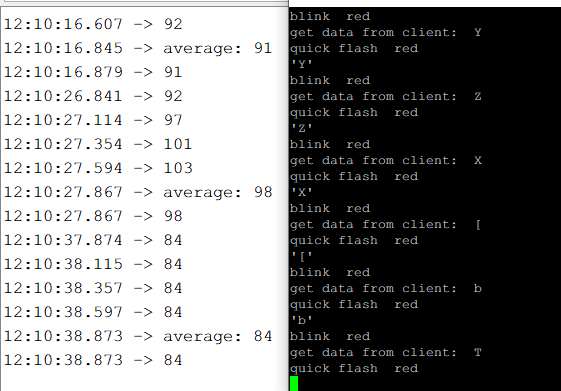 12:10:16.607 -> 92
12:10:16.845 -> average: 91
12:10:16.879 -> 91
12:10:26.841 -> 92
12:10:27.114 -> 97
12:10:27.354 -> 101
12:10:27.594 -> 103
12:10:27.867 -> average: 98
12:10:27.867 -> 98
12:10:37.874 -> 84
12:10:38.115 -> 84
12:10:38.357 -> 84
12:10:38.597 -> 84
12:10:38.873 -> average: 84
12:10:38.873 -> 84
blink  red
get data from client:  Y
quick flash  red
'Y'
blink  red
get data from client:  Z
quick flash  red
'Z'
blink  red
get data from client:  X
quick flash  red
'X'
blink  red
get data from client:  [
quick flash  red
'['
blink  red
get data from client:  b
quick flash  red
'b'
blink  red
get data from client:  T
quick flash  red